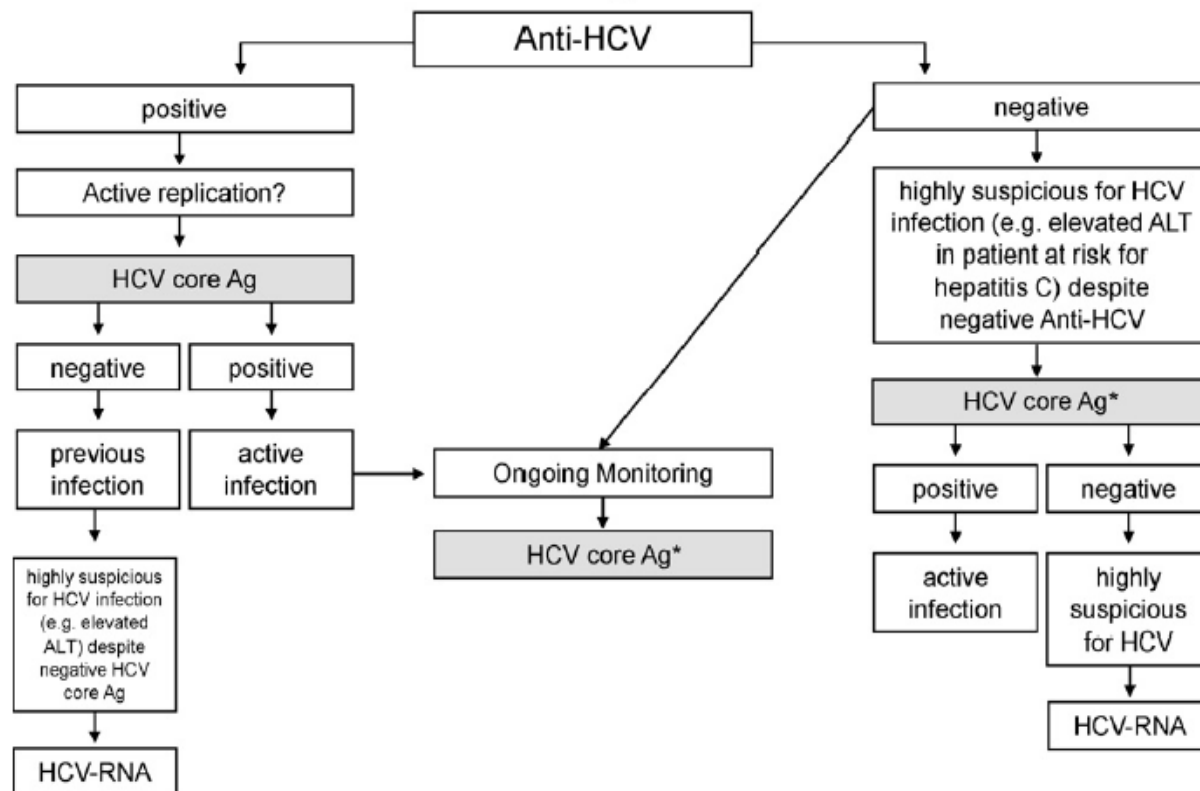 Anti-HCV
positive
Active replication?
HCV core Ag
negative
positive
previous
infection
active
infection
highly suspicious
for HCV infection
(e.g. elevated
ALT) despite
negative HCV
core Ag
HCV-RNA
Ongoing Monitoring
HCV core Ag*
negative
highly suspicious for HCV
infection (e.g. elevated ALT
in patient at risk for
hepatitis C) despite
negative Anti-HCV
HCV core Ag*
positive
negative
active
infection
highly
suspicious
for HCV
HCV-RNA